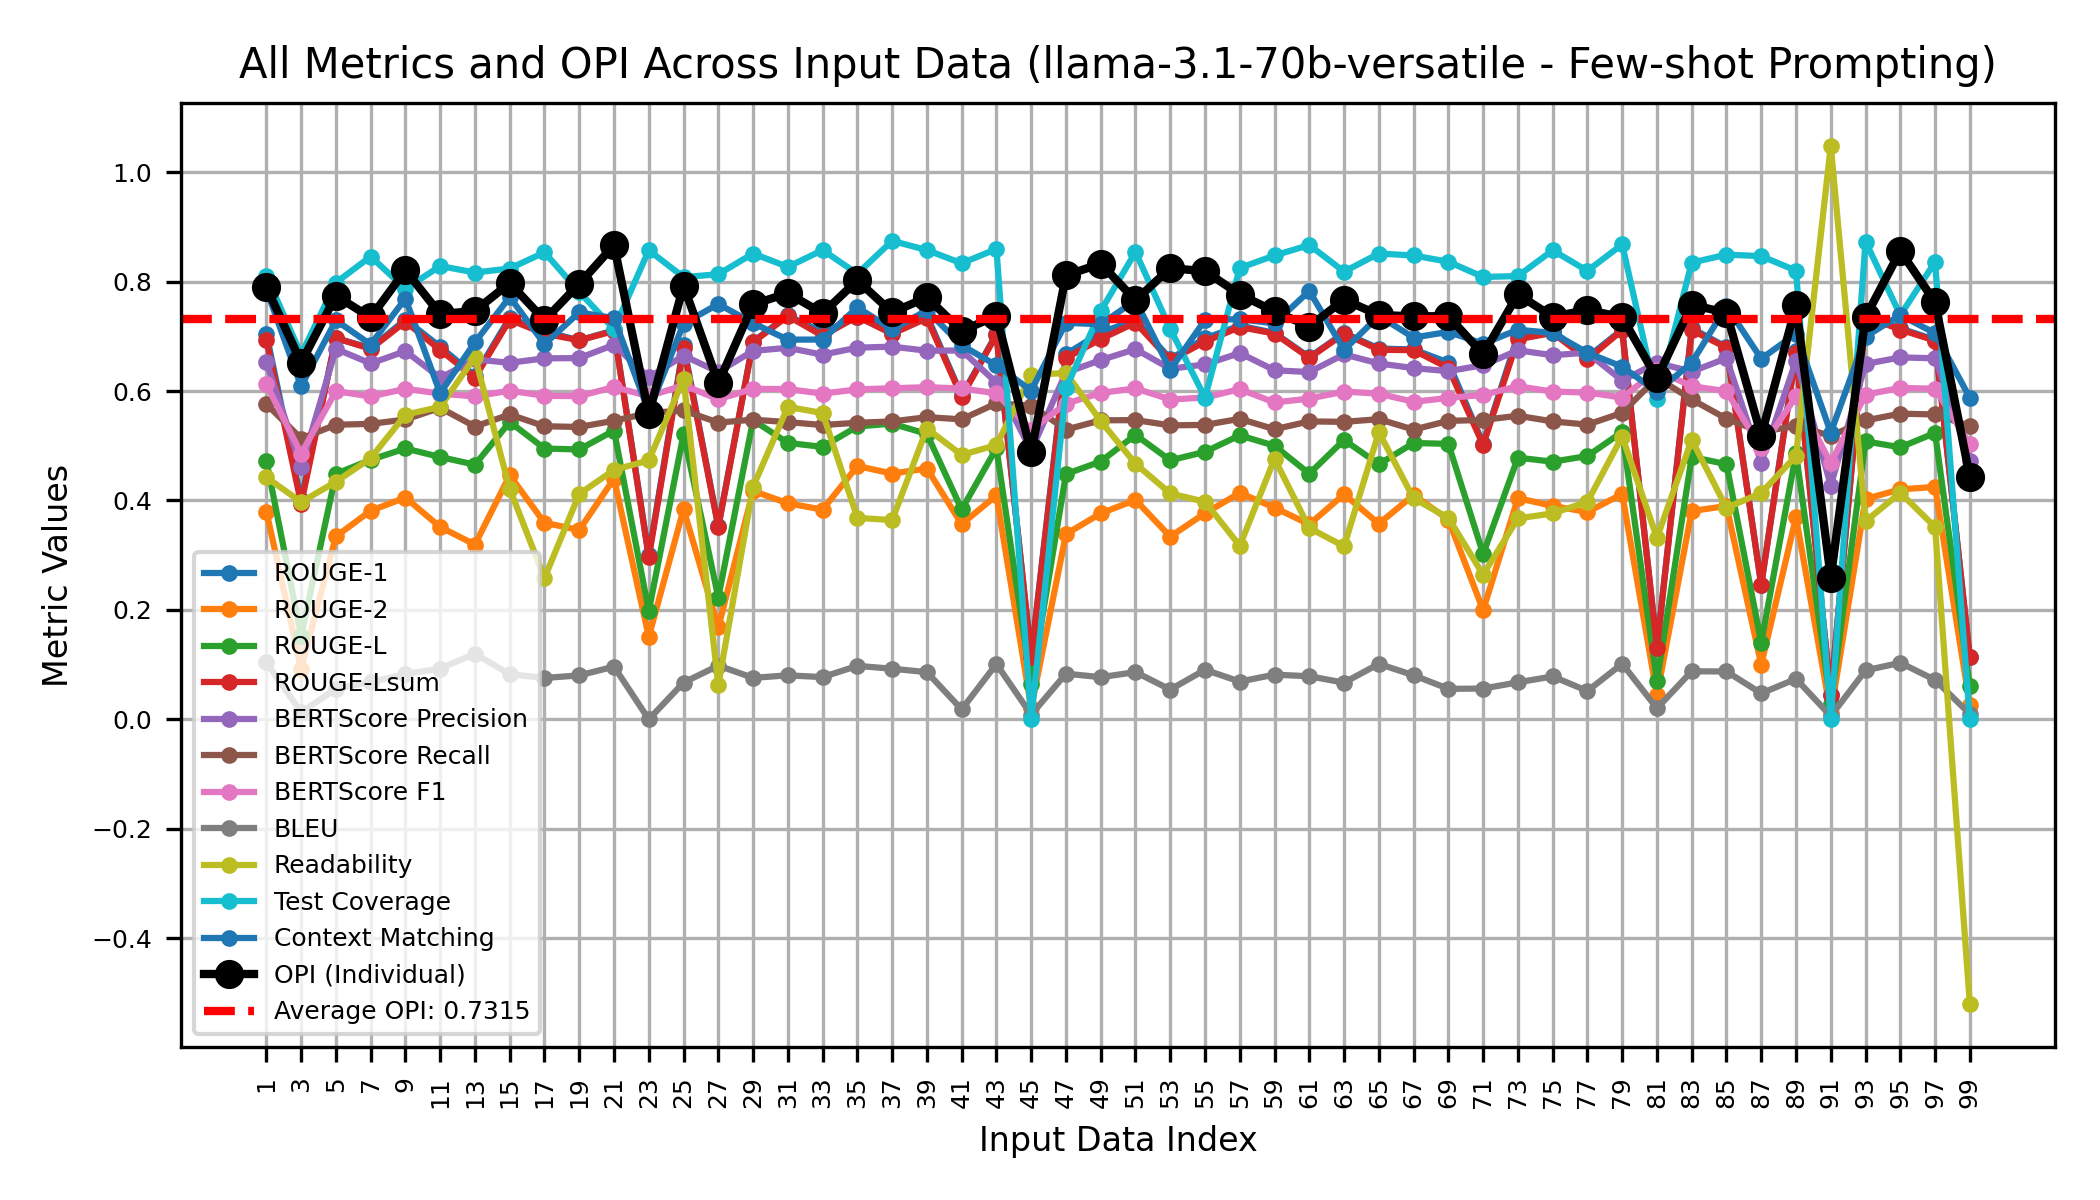 All Metrics and OPI Across Input Data (llama-3.1-70b-versatile - Few-shot Prompting)
Metric Values
1.0
0.8
0.6
0.4
0.2
0.0
−0.2
−0.4
ROUGE-1
ROUGE-2
ROUGE-L
ROUGE-Lsum
BERTScore Precision
BERTScore Recall
BERTScore F1
BLEU
Readability
Test Coverage
Context Matching
OPI (Individual)
Average OPI: 0.7315
1 3 5 7 9 11 13 15 17 19 21 23 25 27 29 31 33 35 37 39 41 43 45 47 49 51 53 55 57 59 61 63 65 67 69 71 73 75 77 79 81 83 85 87 89 91 93 95 97 99
Input Data Index